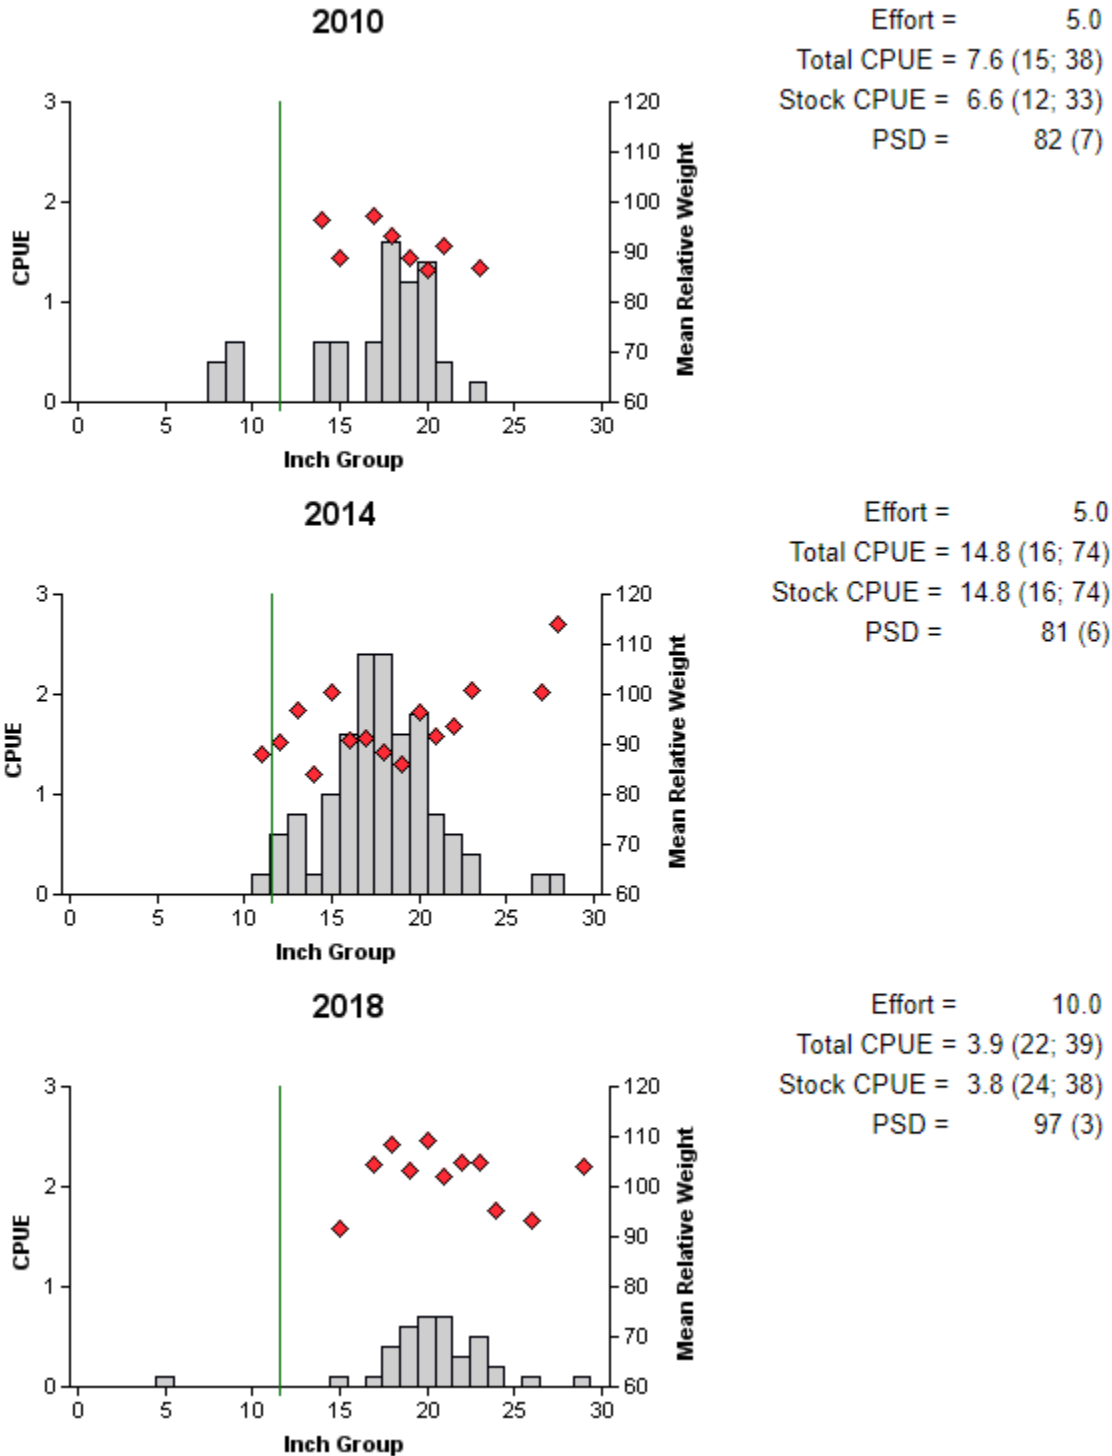 2010
Effort = 5.0
Total CPUE = 7.6 (15; 38)
Stock CPUE = 6.6 (12; 33)
PSD = 82 (7)
3
2
1
0
CPUE
120
110
100
90
80
70
60
Mean Relative Weight
0 5 10 15 20 25 30
Inch Group
2014
Effort = 5.0
Total CPUE = 14.8 (16; 74)
Stock CPUE = 14.8 (16; 74)
PSD = 81 (6)
3
2
1
0
CPUE
120
110
100
90
80
70
60
Mean Relative Weight
0 5 10 15 20 25 30
Inch Group
2018
Effort = 10.0
Total CPUE = 3.9 (22; 39)
Stock CPUE = 3.8 (24; 38)
PSD = 97 (3)
3
2
1
0
CPUE
120
110
100
90
80
70
60
Mean Relative Weight
0 5 10 15 20 25 30
Inch Group